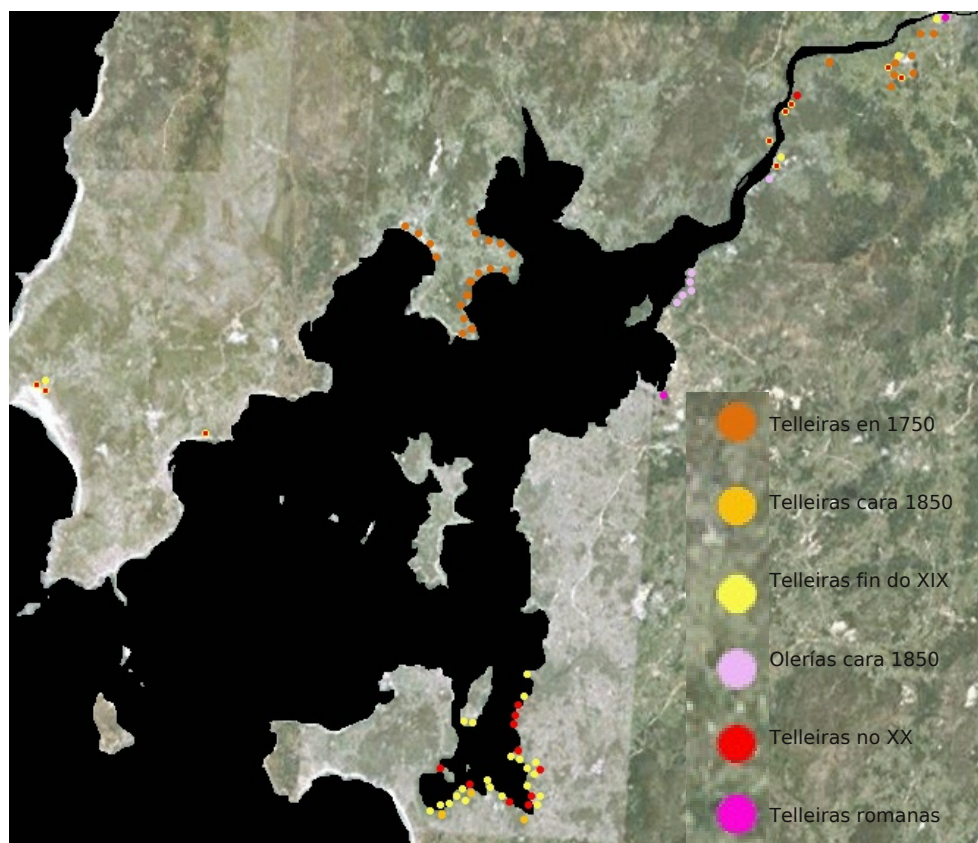 Telleiras en 1750
Telleiras cara 1850
Telleiras fin do XIX
Olerías cara 1850
Telleiras no XX
Telleiras romanas